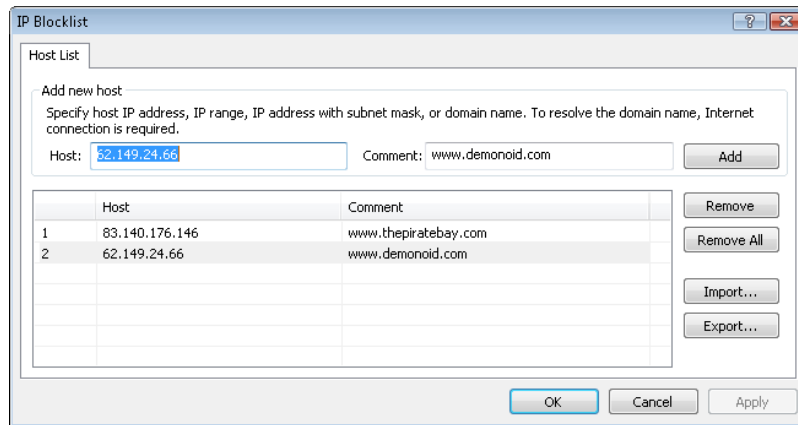 IP Blocklist
Host List
Add new host
Specify host IP address, IP range, IP address with subnet mask, or domain name. To resolve the domain name, Internet
connection is required.
Host: 62.149.24.66 Comment: www.demonoid.com Add
Host Comment
1 83.140.176.146 www.thepiratebay.com
2 62.149.24.66 www.demonoid.com
Remove
Remove All
Import...
Export...
OK Cancel Apply